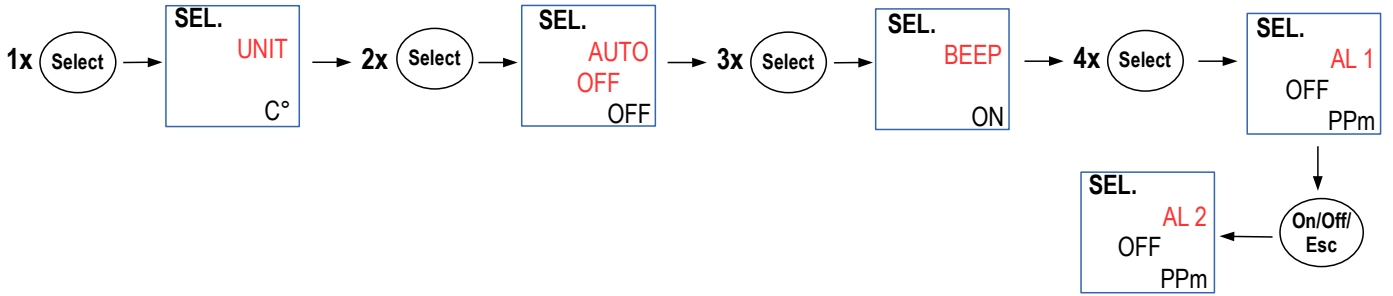 1x
Select
SEL.
UNIT
C°
2x
Select
SEL.
AUTO
OFF
OFF
3x
Select
SEL.
BEEP
ON
4x
Select
SEL.
AL 1
OFF
PPm
On/Off/
Esc
SEL.
AL 2
OFF
PPm